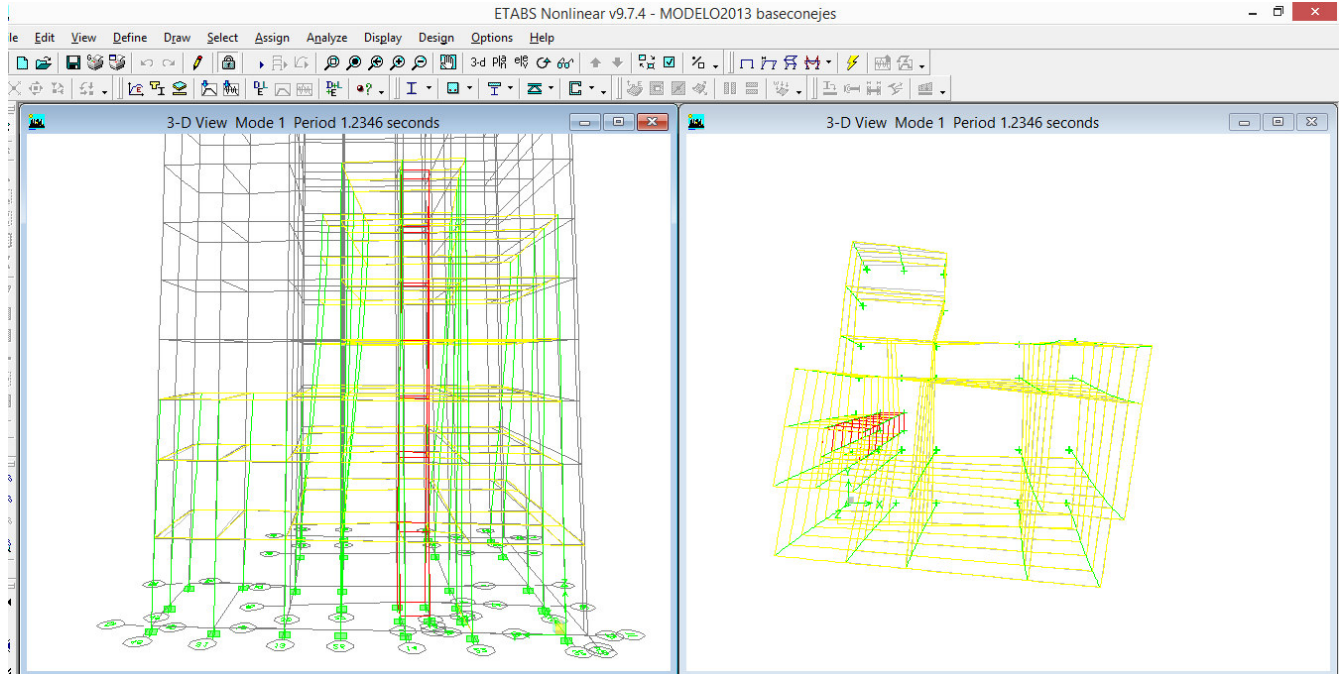 ETABS Nonlinear v9.7.4 - MODELO2013 baseconejes
le Edit View Define Draw Select Assign Analyze Display Design Options Help
3-d
3-D View Mode 1 Period 1.2346 seconds
3-D View Mode 1 Period 1.2346 seconds
X